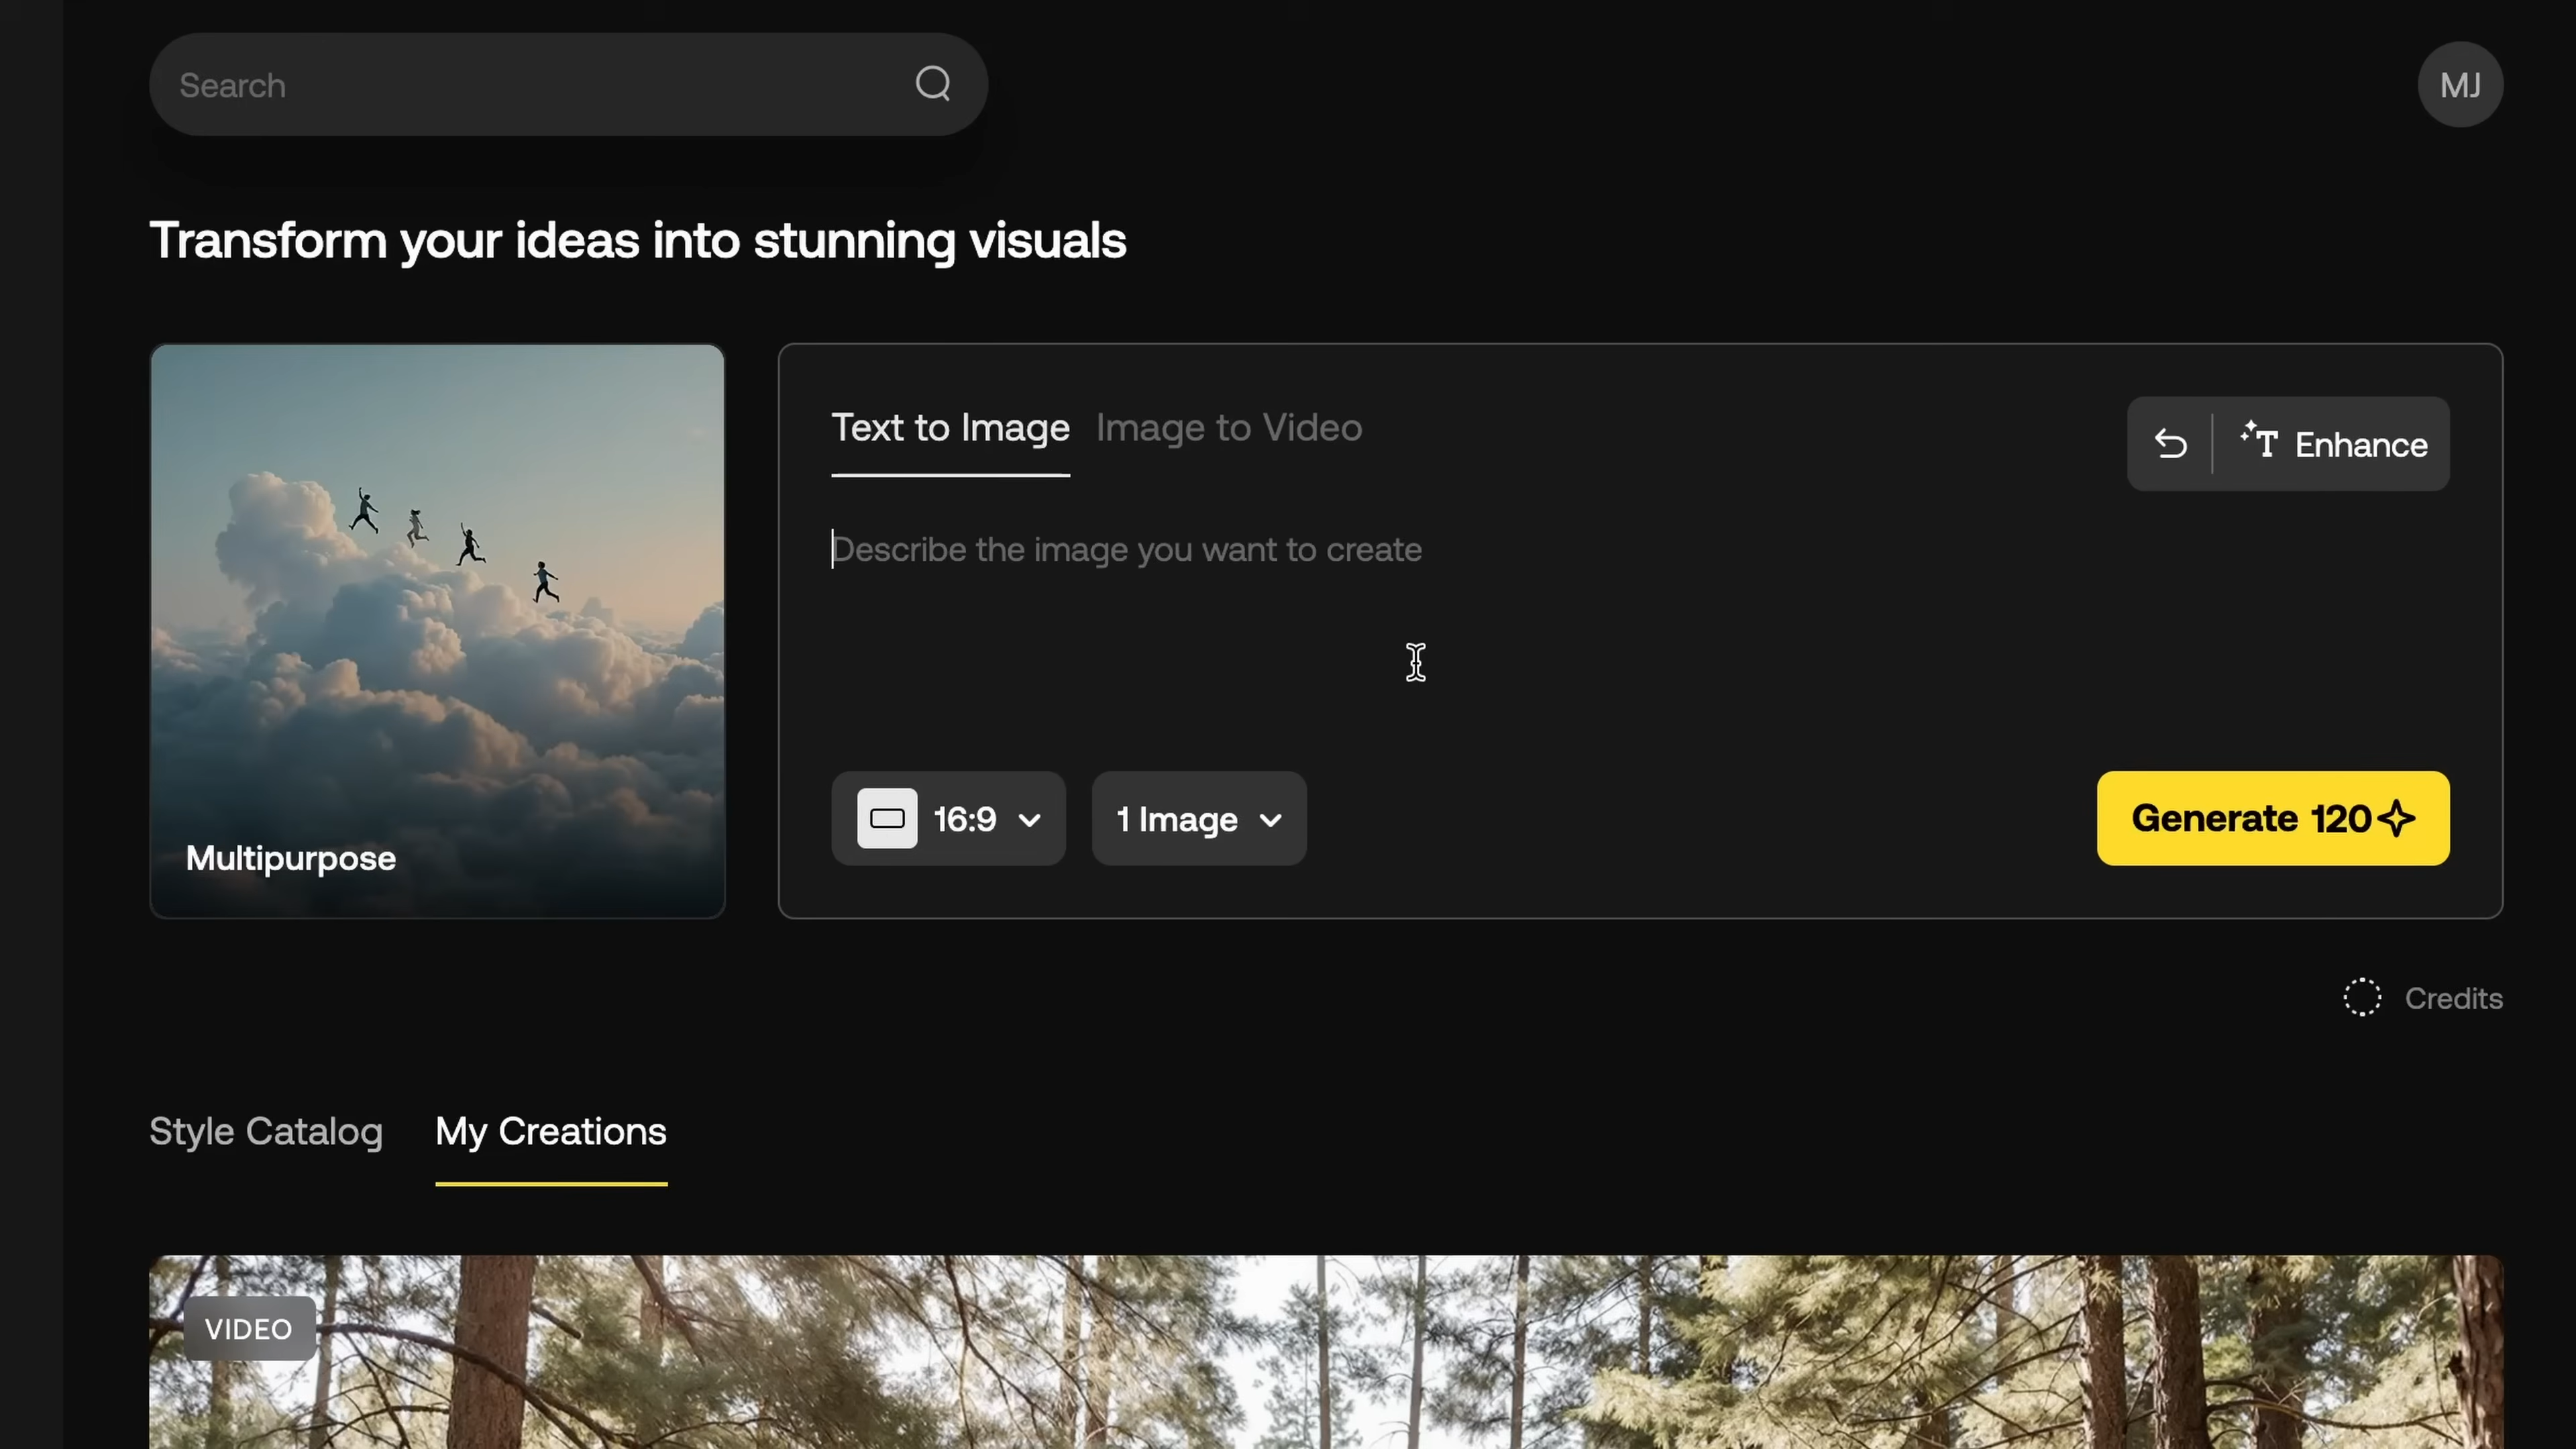 Search
MJ
Transform your ideas into stunning visuals
Multipurpose
Text to Image
Image to Video
Enhance
Describe the image you want to create
16:9
1 Image
Generate 120
Credits
Style Catalog
My Creations
VIDEO